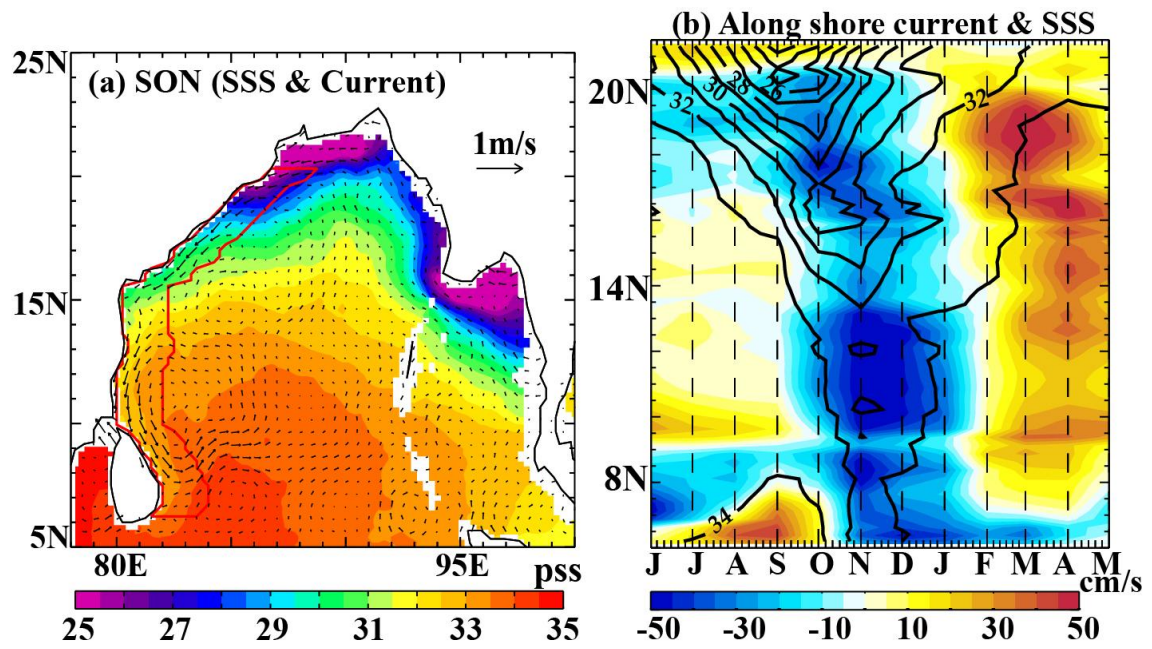 25N
(a) SON (SSS & Current)
1m/s
15N
5N
80E 95E pss
25 27 29 31 33 35
(b) Along shore current & SSS
20N
14N
8N
32 30 28 26
32
34
J J A S O N D J F M A M
cm/s
-50 -30 -10 10 30 50